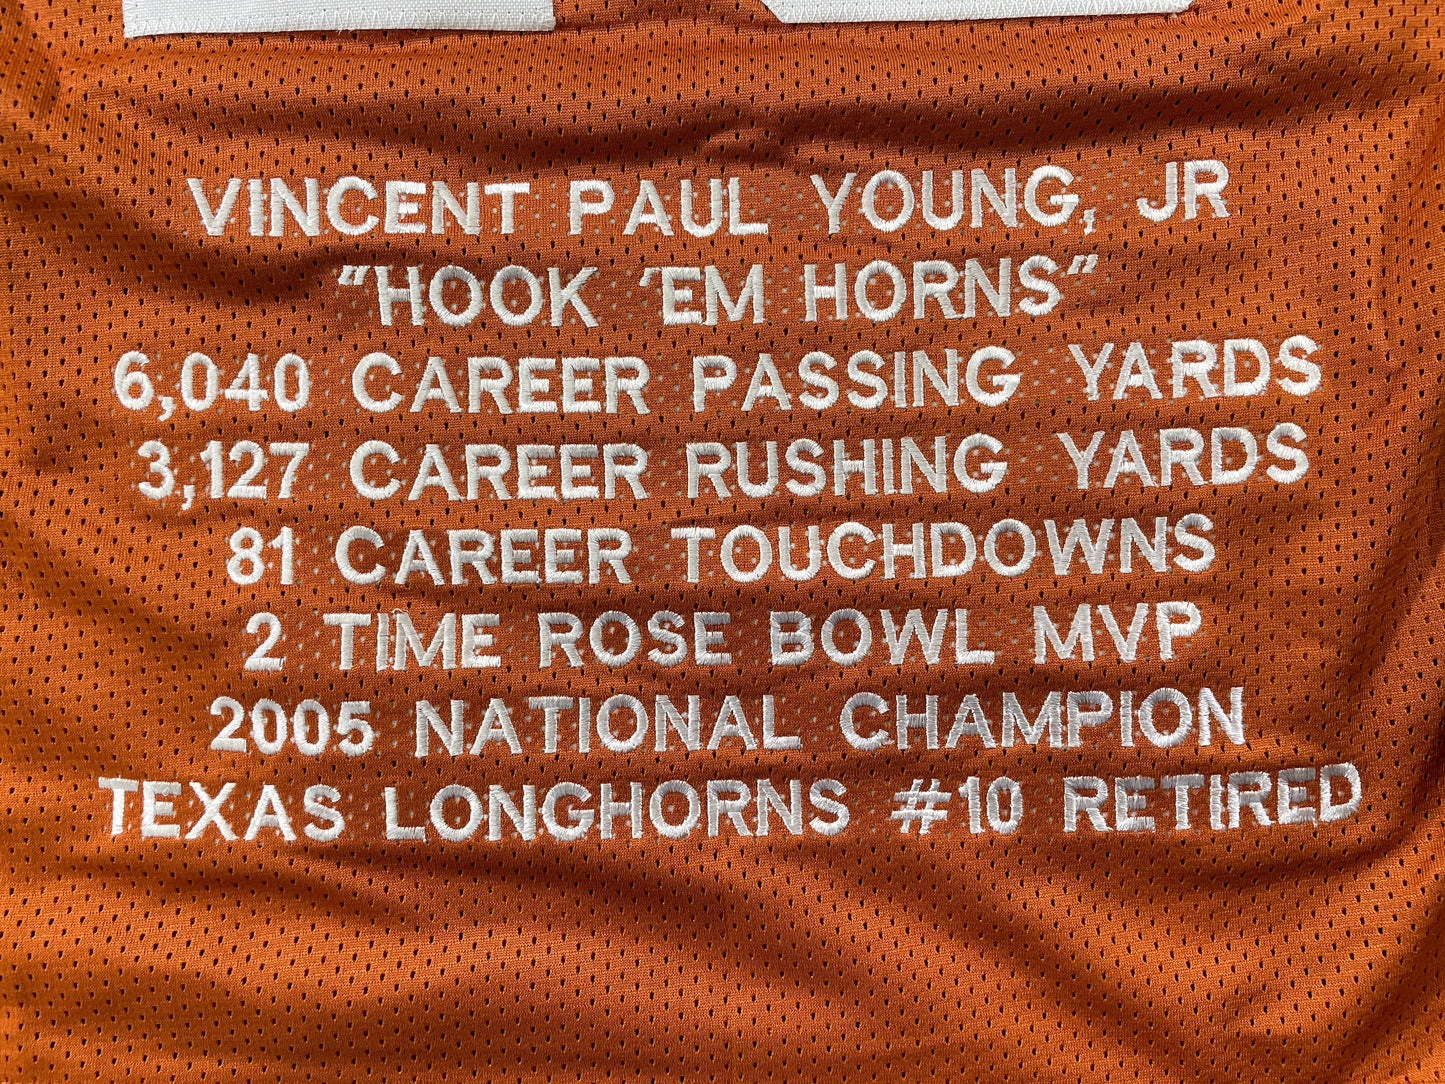 VINCENT PAUL YOUNG, JR
“HOOK ’EM HORNS”
6,040 CAREER PASSING YARDS
3,127 CAREER RUSHING YARDS
81 CAREER TOUCHDOWNS
2 TIME ROSE BOWL MVP
2005 NATIONAL CHAMPION
TEXAS LONGHORNS #10 RETIRED